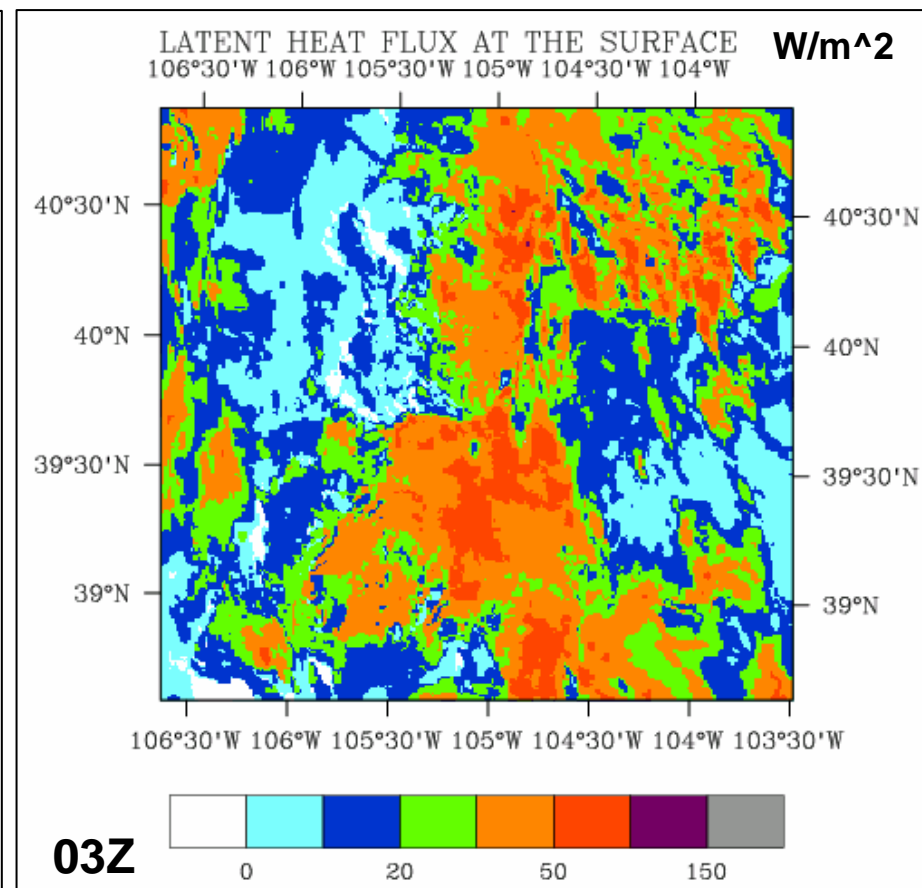 LATENT HEAT FLUX AT THE SURFACE W/m^2
106°30'W 106°W 105°30'W 105°W 104°30'W 104°W
40°30'N 40°30'N
40°N 40°N
39°30'N 39°30'N
39°N 39°N
106°30'W 106°W 105°30'W 105°W 104°30'W 104°W 103°30'W
03Z 0 20 50 150